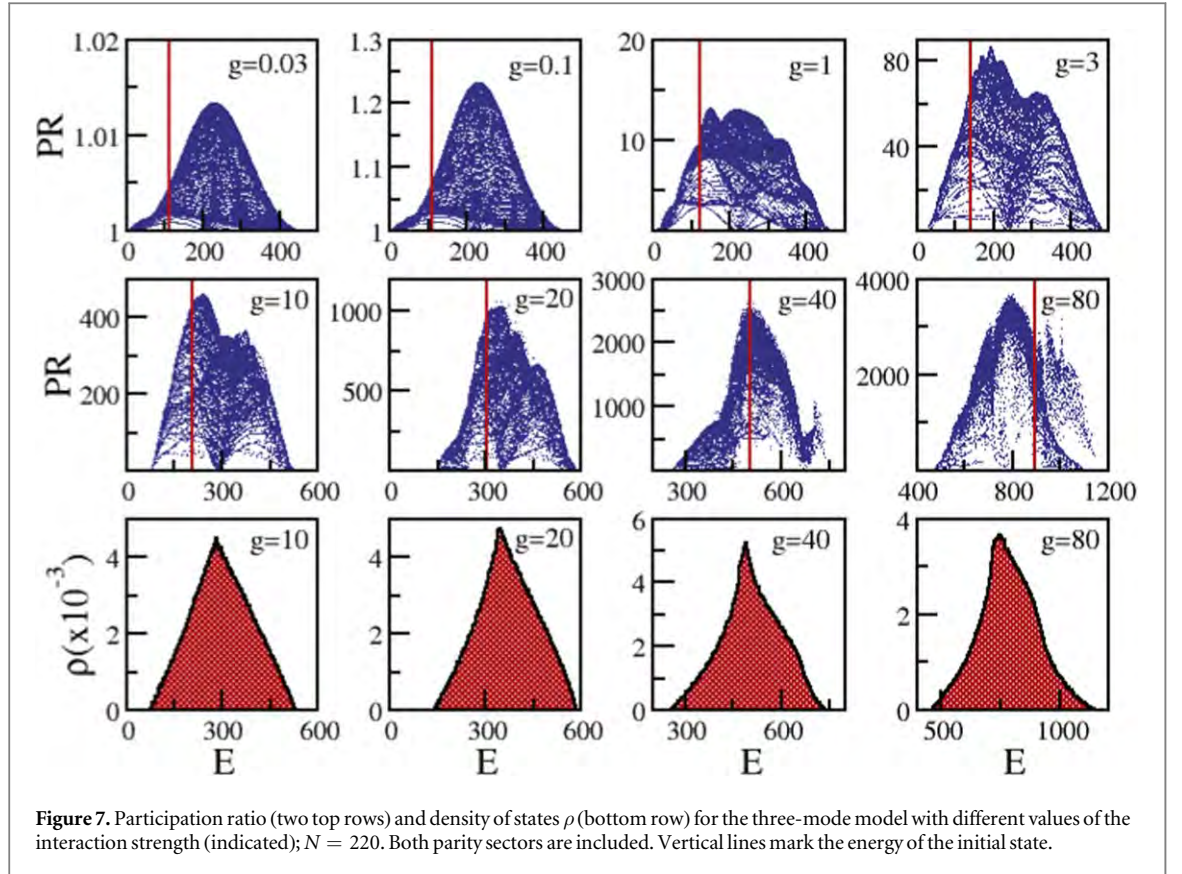 1.02
1.01
1
PR
g=0.03
0 200 400
1.3
1.2
1.1
1
g=0.1
0 200 400
20
10
g=1
0 200 400
80
40
g=3
0 200 400
PR
400
200
g=10
0 300 600
1000
500
g=20
0 300 600
3000
2000
1000
g=40
300 600
4000
2000
g=80
400 800 1200
ρ(x10⁻³)
4
2
0
g=10
0 300 600
E
4
2
0
g=20
0 300 600
E
6
4
2
0
g=40
300 600
E
4
2
0
g=80
500 1000
E
Figure 7. Participation ratio (two top rows) and density of states ρ (bottom row) for the three-mode model with different values of the
interaction strength (indicated); N = 220. Both parity sectors are included. Vertical lines mark the energy of the initial state.